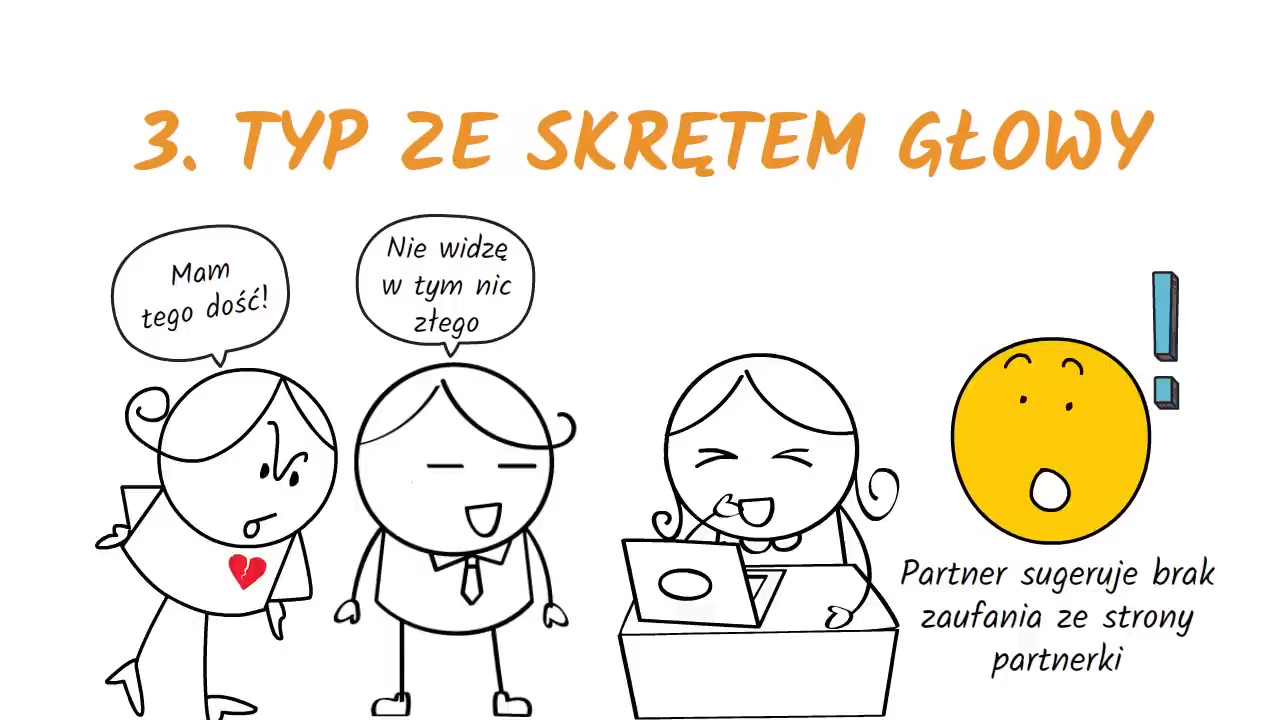 3. TYP ZE SKRĘTEM GŁOWY
Mam
tego dość!
Nie widzę
w tym nic
złego
Partner sugeruje brak
zaufania ze strony
partnerki